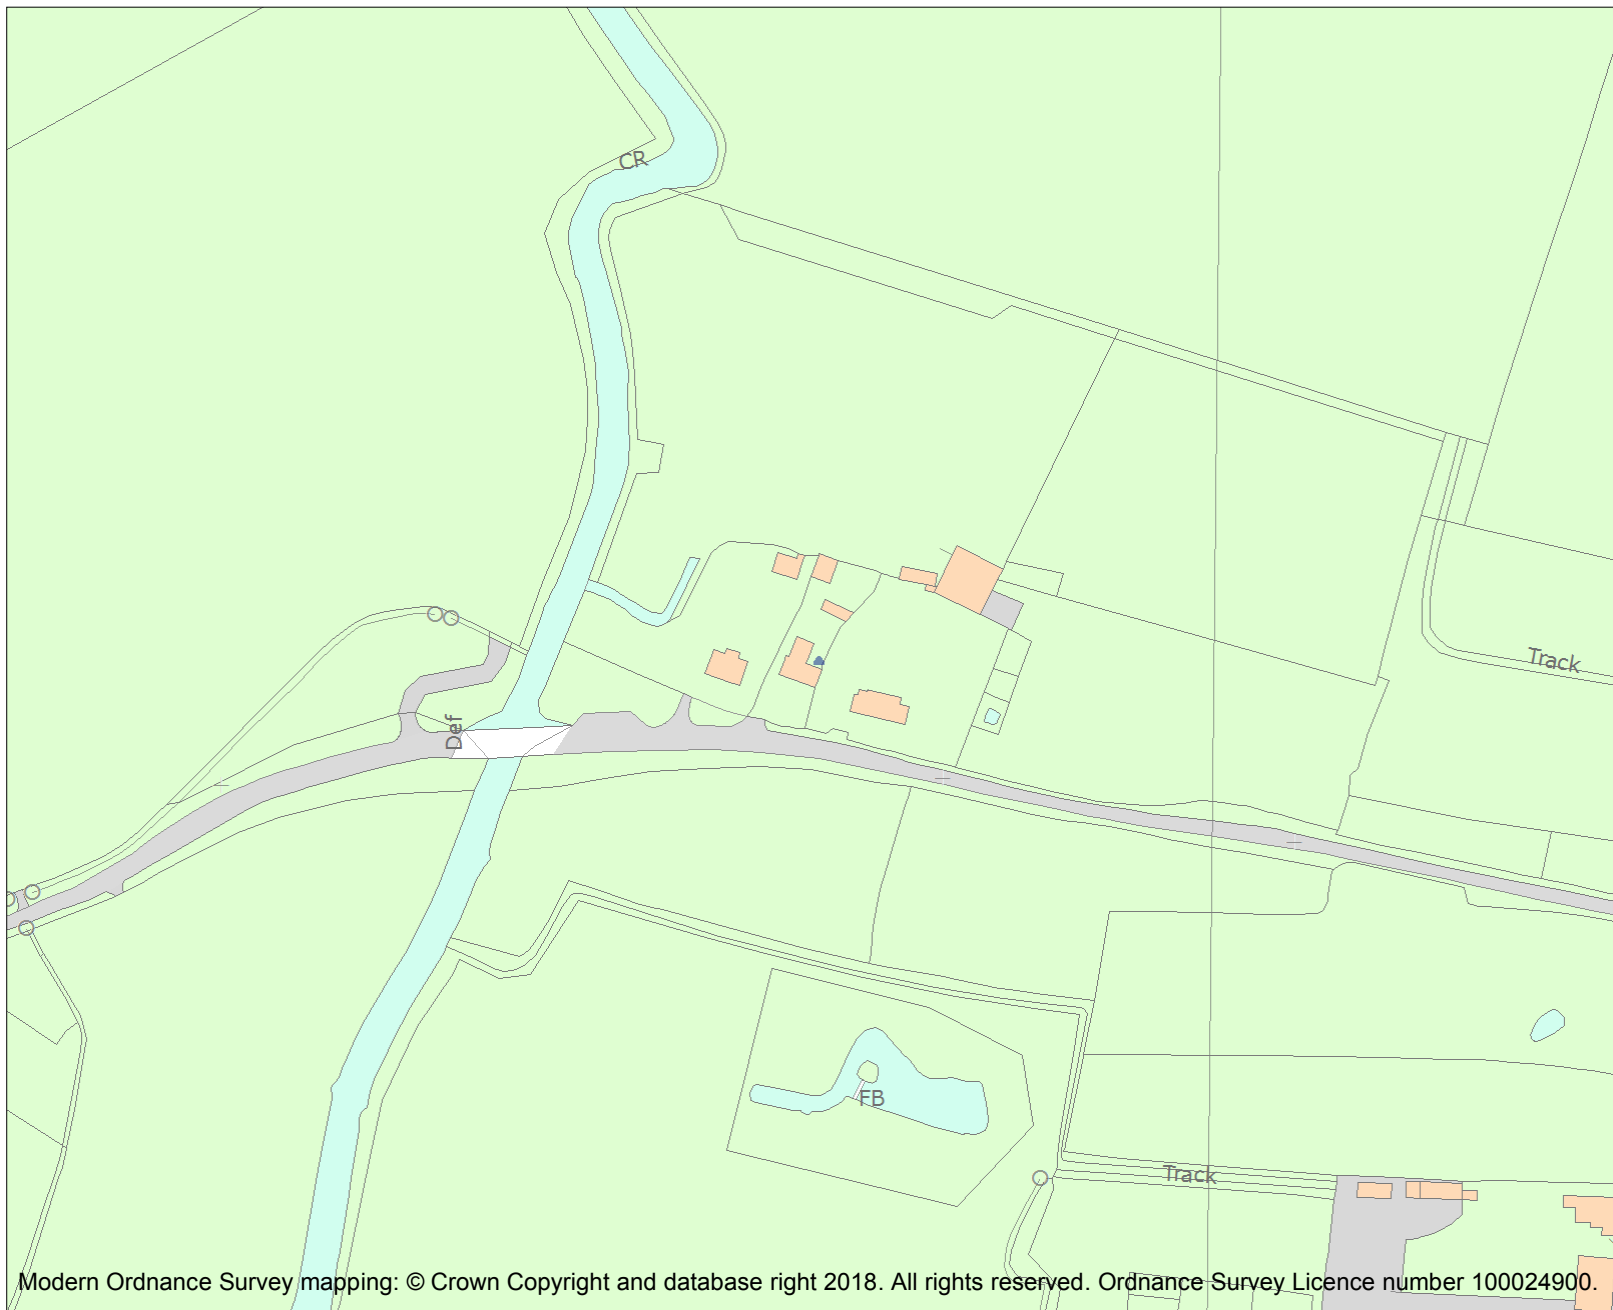 CR
Track
Def
FB
Track
Modern Ordnance Survey mapping: © Crown Copyright and database right 2018. All rights reserved. Ordnance Survey Licence number 100024900.